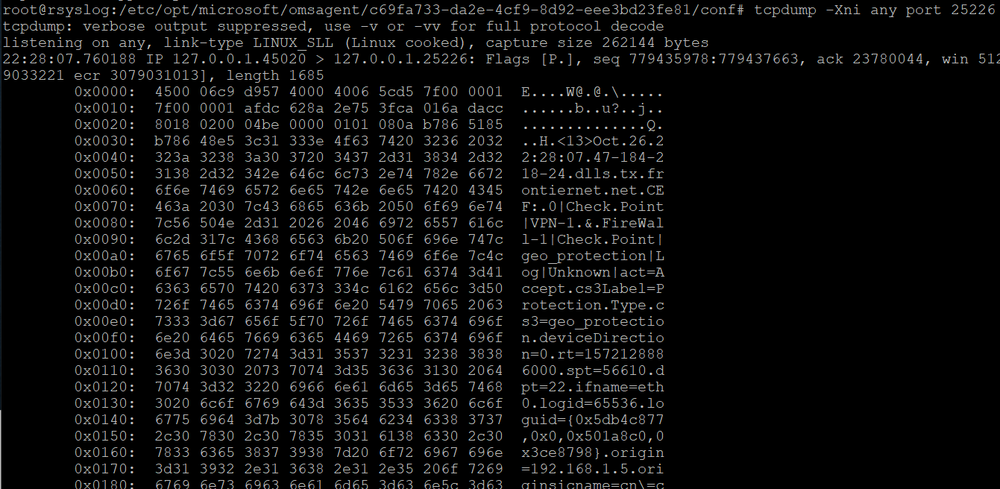 root@rsyslog:/etc/opt/microsoft/omsagent/c69fa733-da2e-4cf9-8d92-eee3bd23fe81/conf# tcpdump -Xni any port 25226
tcpdump: verbose output suppressed, use -v or -vv for full protocol decode
listening on any, link-type LINUX_SLL (Linux cooked), capture size 262144 bytes
22:28:07.760188 IP 127.0.0.1.45020 > 127.0.0.1.25226: Flags [P.], seq 779435978:779437663, ack 23780044, win 512
9033221 ecr 3079031013], length 1685
0x0000:  4500 06c9 d957 4000 4006 5cd5 7f00 0001  E....W@.@.\.....
0x0010:  7f00 0001 afdc 628a 2e75 3fca 016a dacc  ......b..u?..j..
0x0020:  8018 0200 04be 0000 0101 080a b786 5185  ..............Q.
0x0030:  b786 48e5 3c31 333e 4f63 7420 3236 2032  ..H.<13>Oct.26.2
0x0040:  323a 3238 3a30 3720 3437 2d31 3834 2d32  2:28:07.47-184-2
0x0050:  3138 2d32 342e 646c 6c73 2e74 782e 6672  18-24.dlls.tx.fr
0x0060:  6f6e 7469 6572 6e65 742e 6e65 7420 4345  ontiernet.net.CE
0x0070:  463a 2030 7c43 6865 636b 2050 6f69 6e74  F:.0|Check.Point
0x0080:  7c56 504e 2d31 2026 2046 6972 6557 616c  |VPN-1.&.FireWal
0x0090:  6c2d 317c 4368 6563 6b20 506f 696e 747c  l-1|Check.Point|
0x00a0:  6765 6f5f 7072 6f74 6563 7469 6f6e 7c4c  geo_protection|L
0x00b0:  6f67 7c55 6e6b 6e6f 776e 7c61 6374 3d41  og|Unknown|act=A
0x00c0:  6363 6570 7420 6373 334c 6162 656c 3d50  ccept.cs3Label=P
0x00d0:  726f 7465 6374 696f 6e20 5479 7065 2063  rotection.Type.c
0x00e0:  7333 3d67 656f 5f70 726f 7465 6374 696f  s3=geo_protectio
0x00f0:  6e20 6465 7669 6365 4469 7265 6374 696f  n.deviceDirectio
0x0100:  6e3d 3020 7274 3d31 3537 3231 3238 3838  n=0.rt=157212888
0x0110:  3630 3030 2073 7074 3d35 3636 3130 2064  6000.spt=56610.d
0x0120:  7074 3d32 3220 6966 6e61 6d65 3d65 7468  pt=22.ifname=eth
0x0130:  3020 6c6f 6769 643d 3635 3533 3620 6c6f  0.logid=65536.lo
0x0140:  6775 6964 3d7b 3078 3564 6234 6338 3737  guid={0x5db4c877
0x0150:  2c30 7830 2c30 7835 3031 6138 6330 2c30  ,0x0,0x501a8c0,0
0x0160:  7833 6365 3837 3938 7d20 6f72 6967 696e  x3ce8798}.origin
0x0170:  3d31 3932 2e31 3638 2e31 2e35 206f 7269  =192.168.1.5.ori
0x0180:  6769 6e73 6963 6e61 6d65 3d63 6e5c 3d63  ginsicname=cn\=c